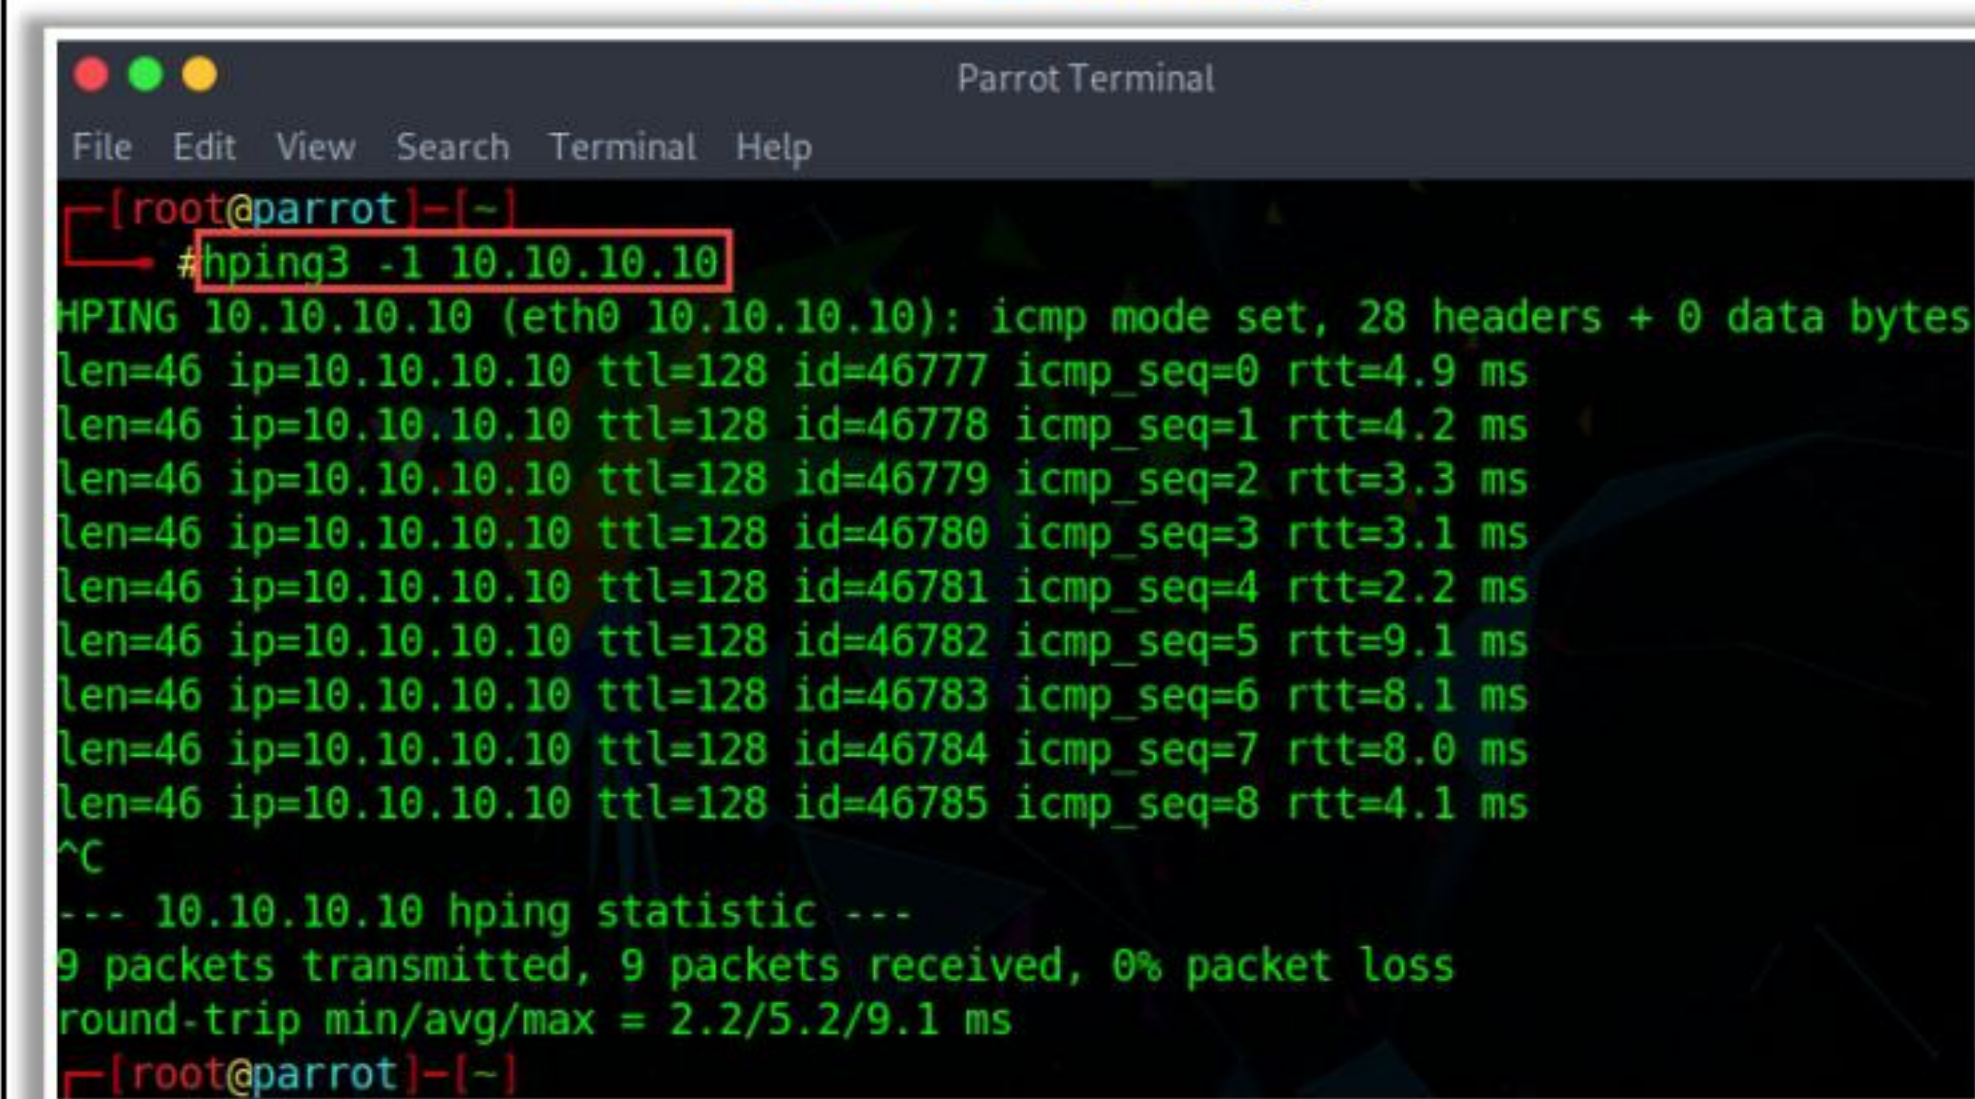 Parrot Terminal
File Edit View Search Terminal Help
[root@parrot]-[~]
#hping3 -1 10.10.10.10
HPING 10.10.10.10 (eth0 10.10.10.10): icmp mode set, 28 headers + 0 data bytes
len=46 ip=10.10.10.10 ttl=128 id=46777 icmp_seq=0 rtt=4.9 ms
len=46 ip=10.10.10.10 ttl=128 id=46778 icmp_seq=1 rtt=4.2 ms
len=46 ip=10.10.10.10 ttl=128 id=46779 icmp_seq=2 rtt=3.3 ms
len=46 ip=10.10.10.10 ttl=128 id=46780 icmp_seq=3 rtt=3.1 ms
len=46 ip=10.10.10.10 ttl=128 id=46781 icmp_seq=4 rtt=2.2 ms
len=46 ip=10.10.10.10 ttl=128 id=46782 icmp_seq=5 rtt=9.1 ms
len=46 ip=10.10.10.10 ttl=128 id=46783 icmp_seq=6 rtt=8.1 ms
len=46 ip=10.10.10.10 ttl=128 id=46784 icmp_seq=7 rtt=8.0 ms
len=46 ip=10.10.10.10 ttl=128 id=46785 icmp_seq=8 rtt=4.1 ms
^C
--- 10.10.10.10 hping statistic ---
9 packets transmitted, 9 packets received, 0% packet loss
round-trip min/avg/max = 2.2/5.2/9.1 ms
[root@parrot]-[~]